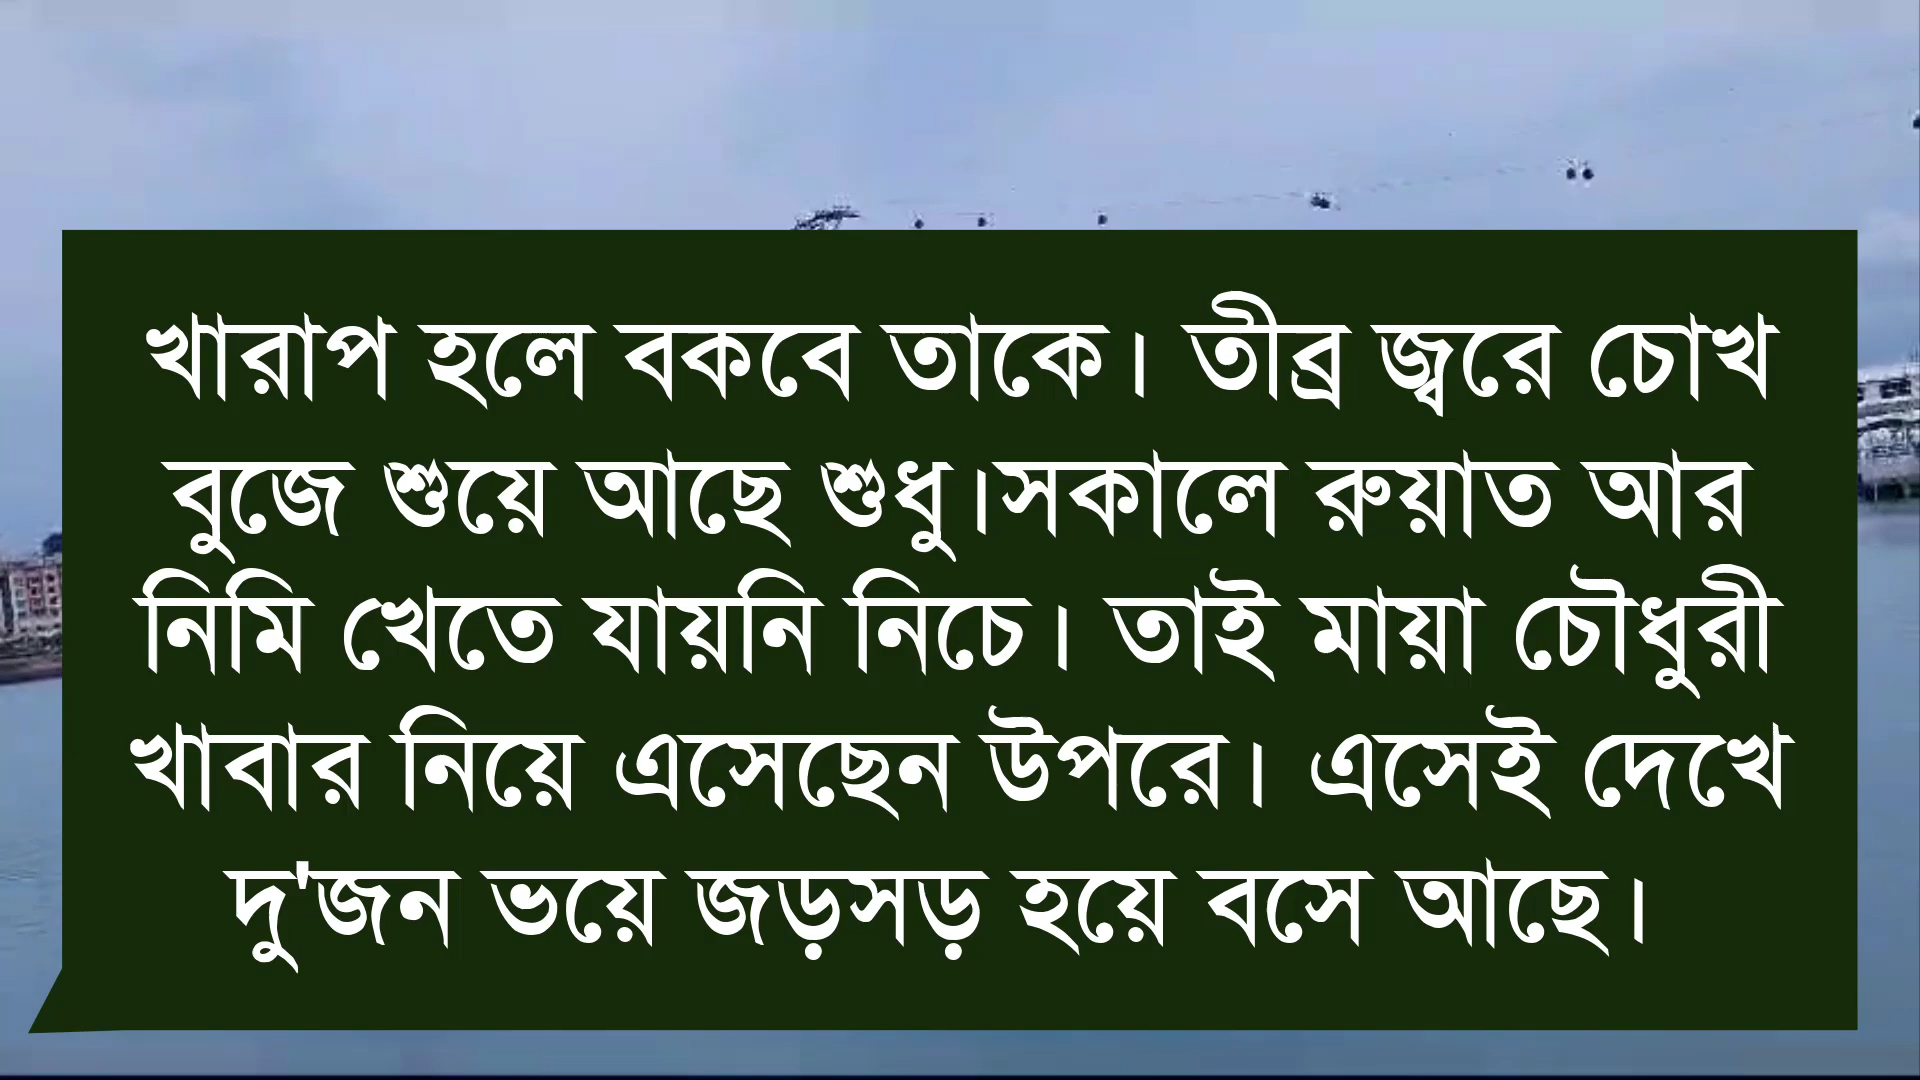 খারাপ হলে বকবে তাকে। তীব্র জ্বরে চোখ
বুজে শুয়ে আছে শুধু।সকালে রুয়াত আর
নিমি খেতে যায়নি নিচে। তাই মায়া চৌধুরী
খাবার নিয়ে এসেছেন উপরে। এসেই দেখে
দু'জন ভয়ে জড়সড় হয়ে বসে আছে।